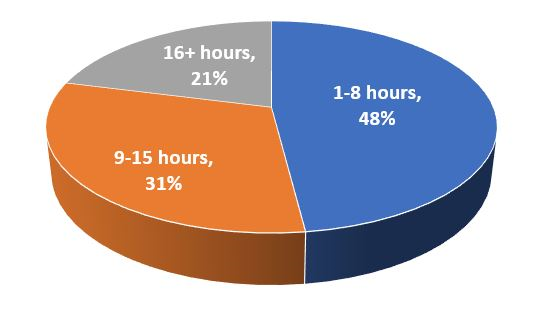 16+ hours,
21%
1-8 hours,
48%
9-15 hours,
31%